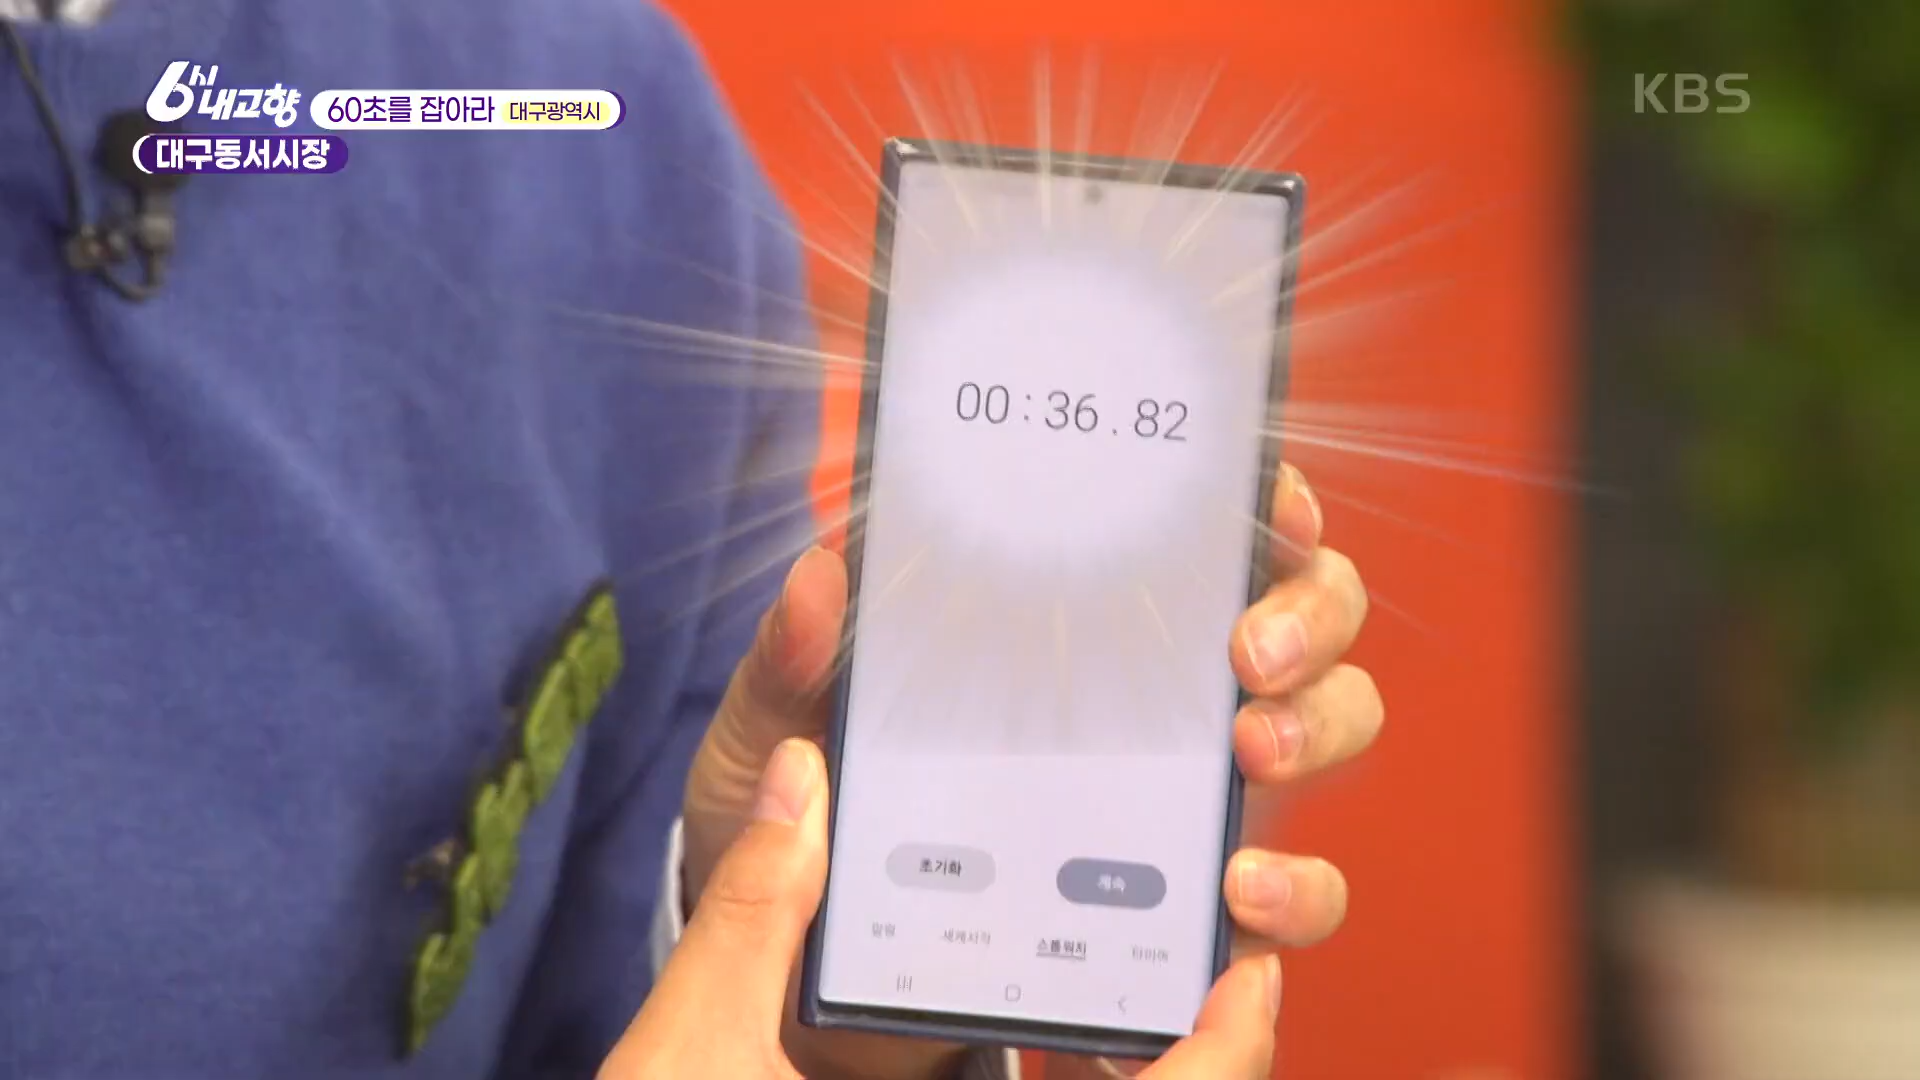 6시 내고향 60초를 잡아라 대구광역시
대구동서시장
KBS
00:36.82
초기화 계속
알람 세계시각 스톱워치 타이머